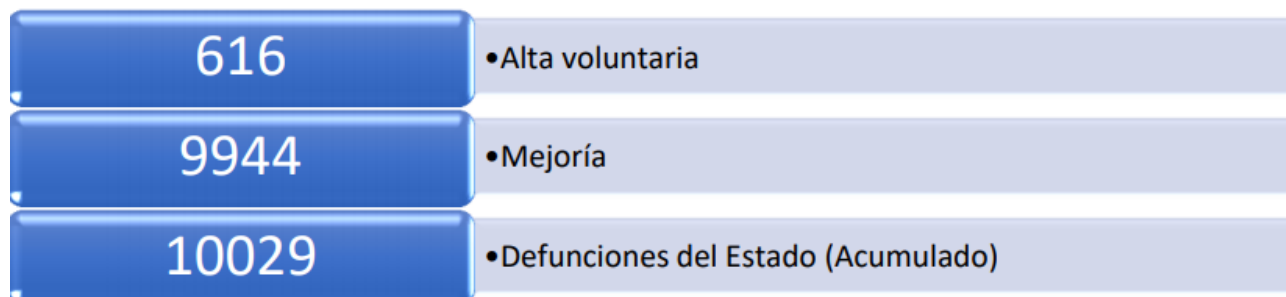 616
•Alta voluntaria
9944
•Mejoría
10029
•Defunciones del Estado (Acumulado)